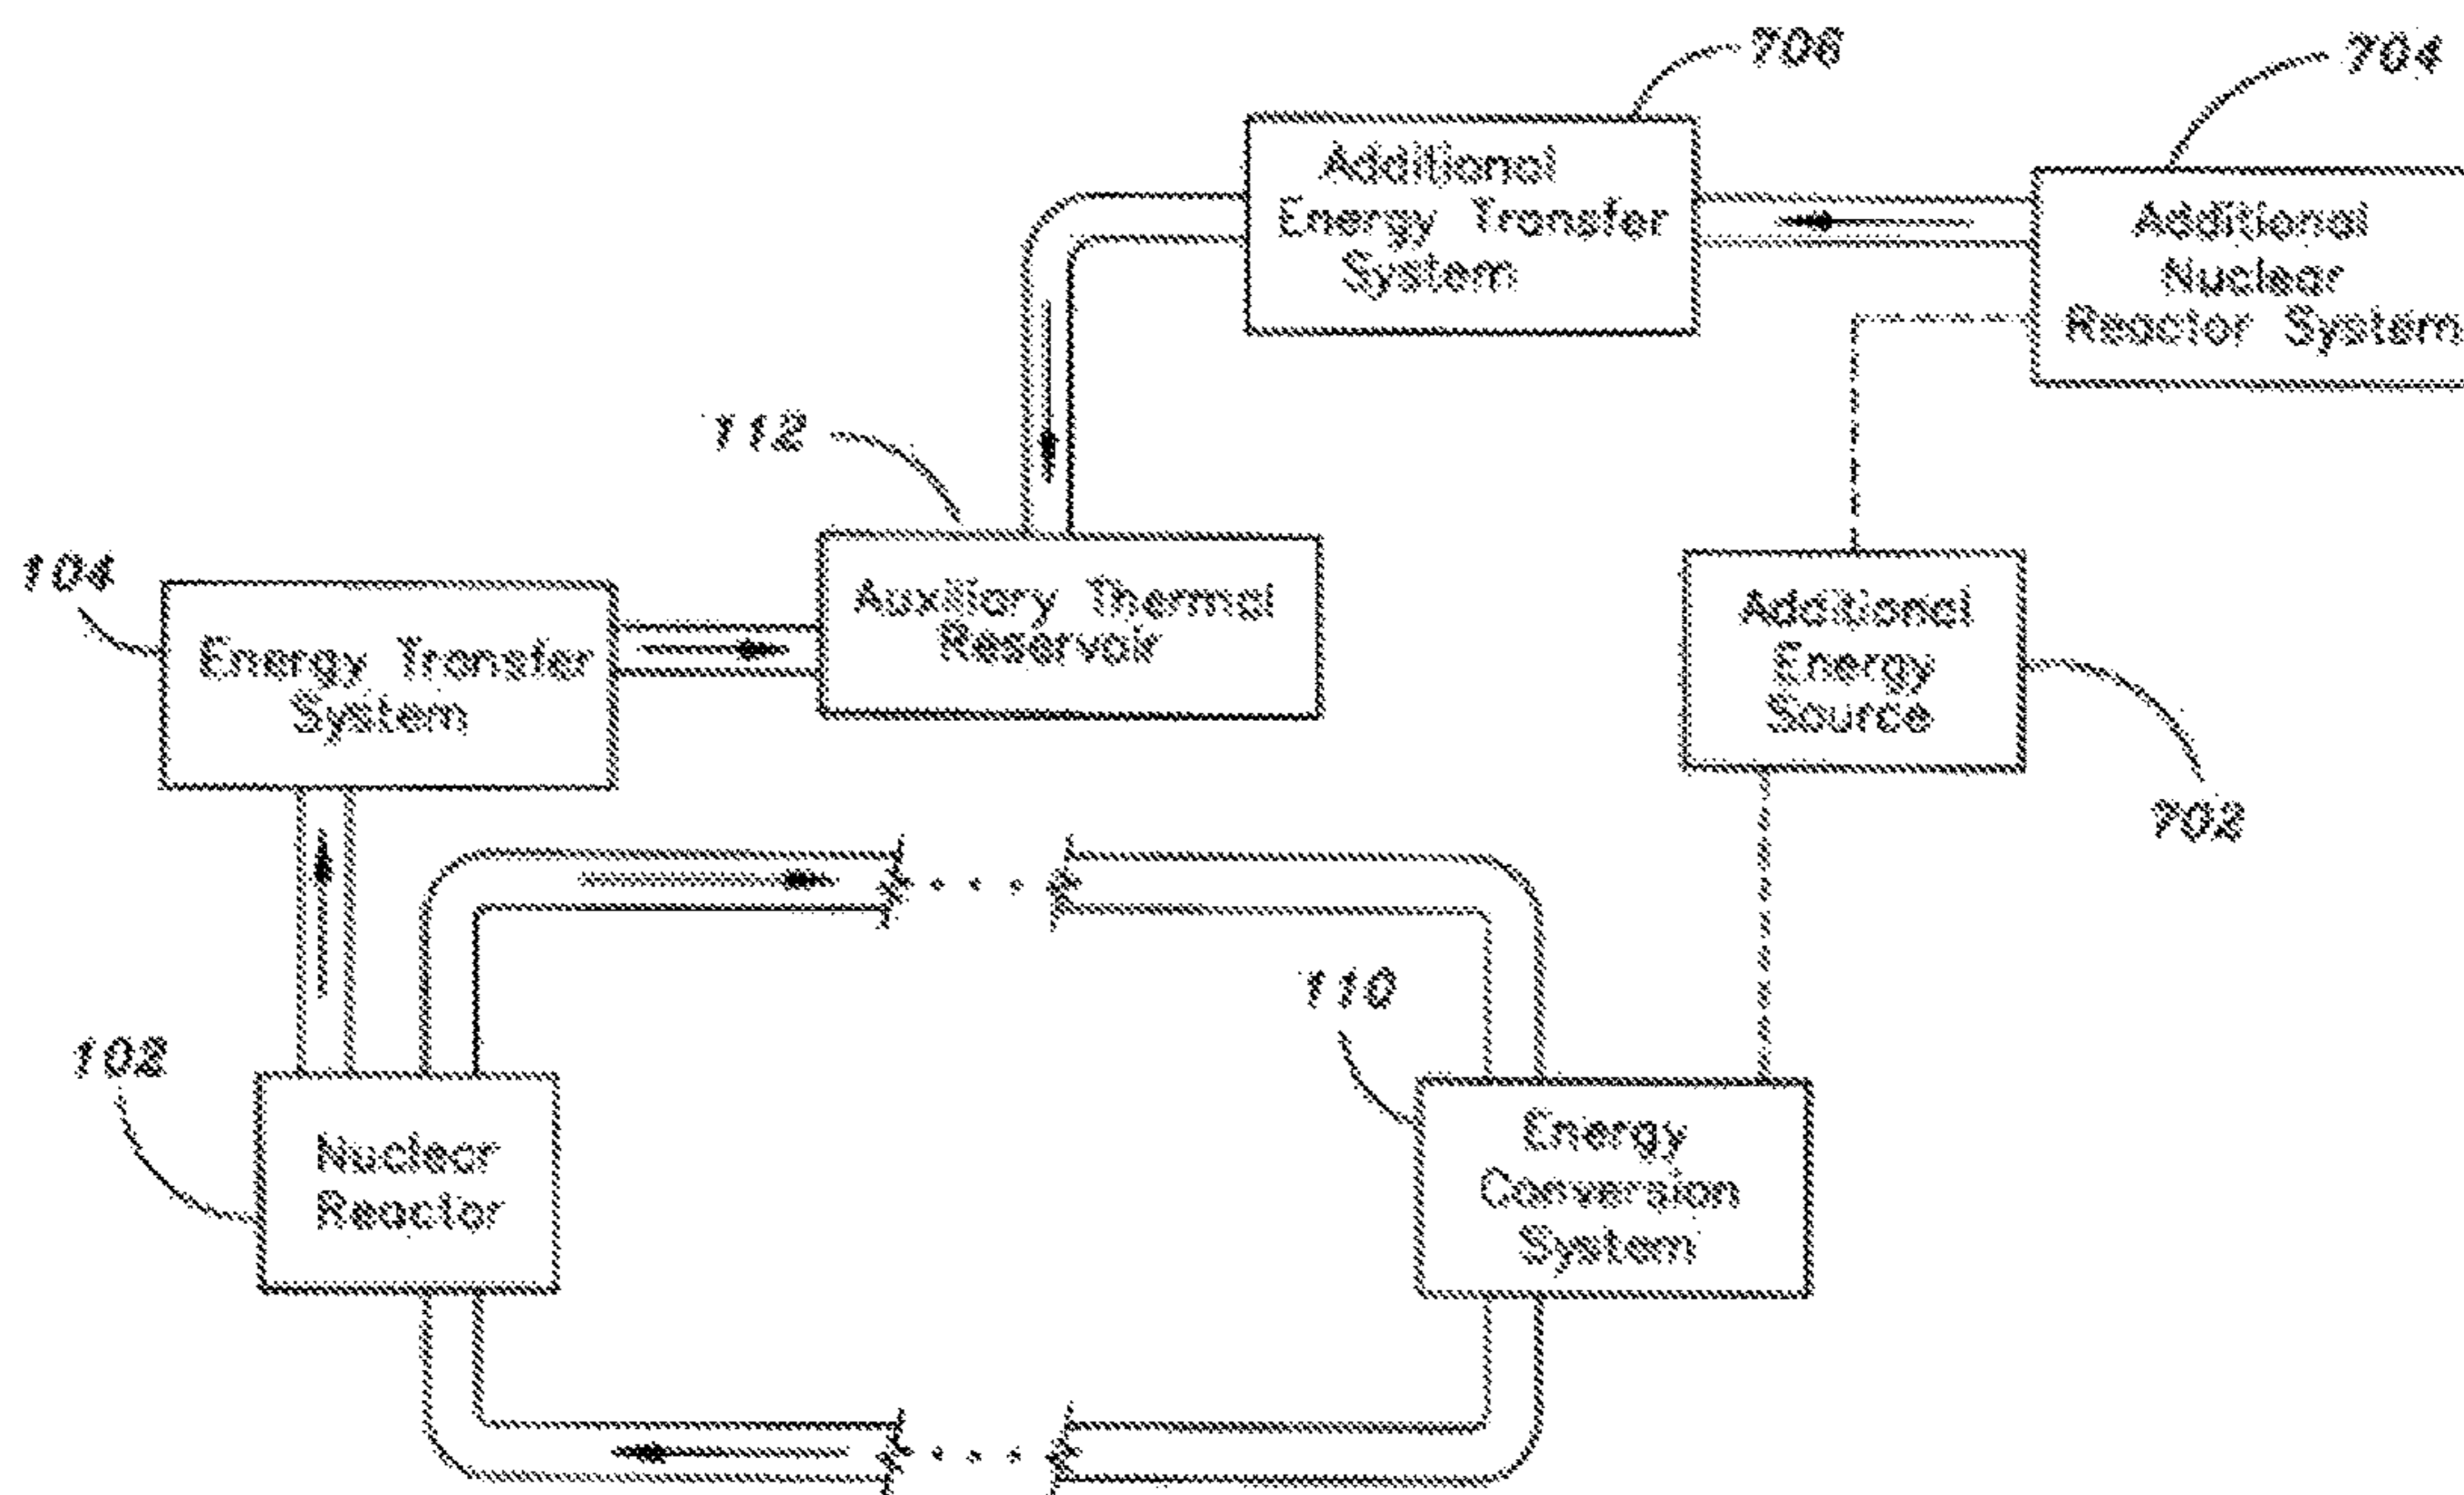 706
704
Additional
Energy Transfer
System
Additional
Nuclear
Reactor System
112
104
Auxiliary Thermal
Reservoir
Energy Transfer
System
Additional
Energy
Source
702
110
102
Nuclear
Reactor
Energy
Conversion
System